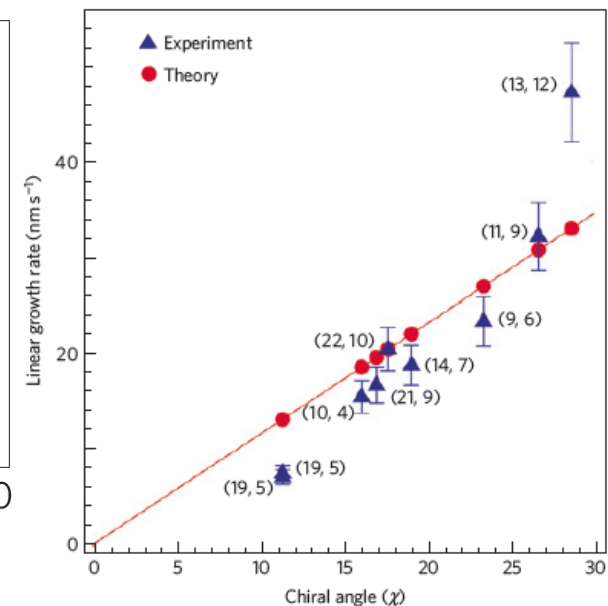 Experiment
Theory
(13, 12)
40
(11, 9)
(9, 6)
(22, 10)
20
(14, 7)
(21, 9)
(10, 4)
(19, 5)
(19, 5)
0
0
0 5 10 15 20 25 30
Chiral angle (χ)
Linear growth rate (nm s⁻¹)